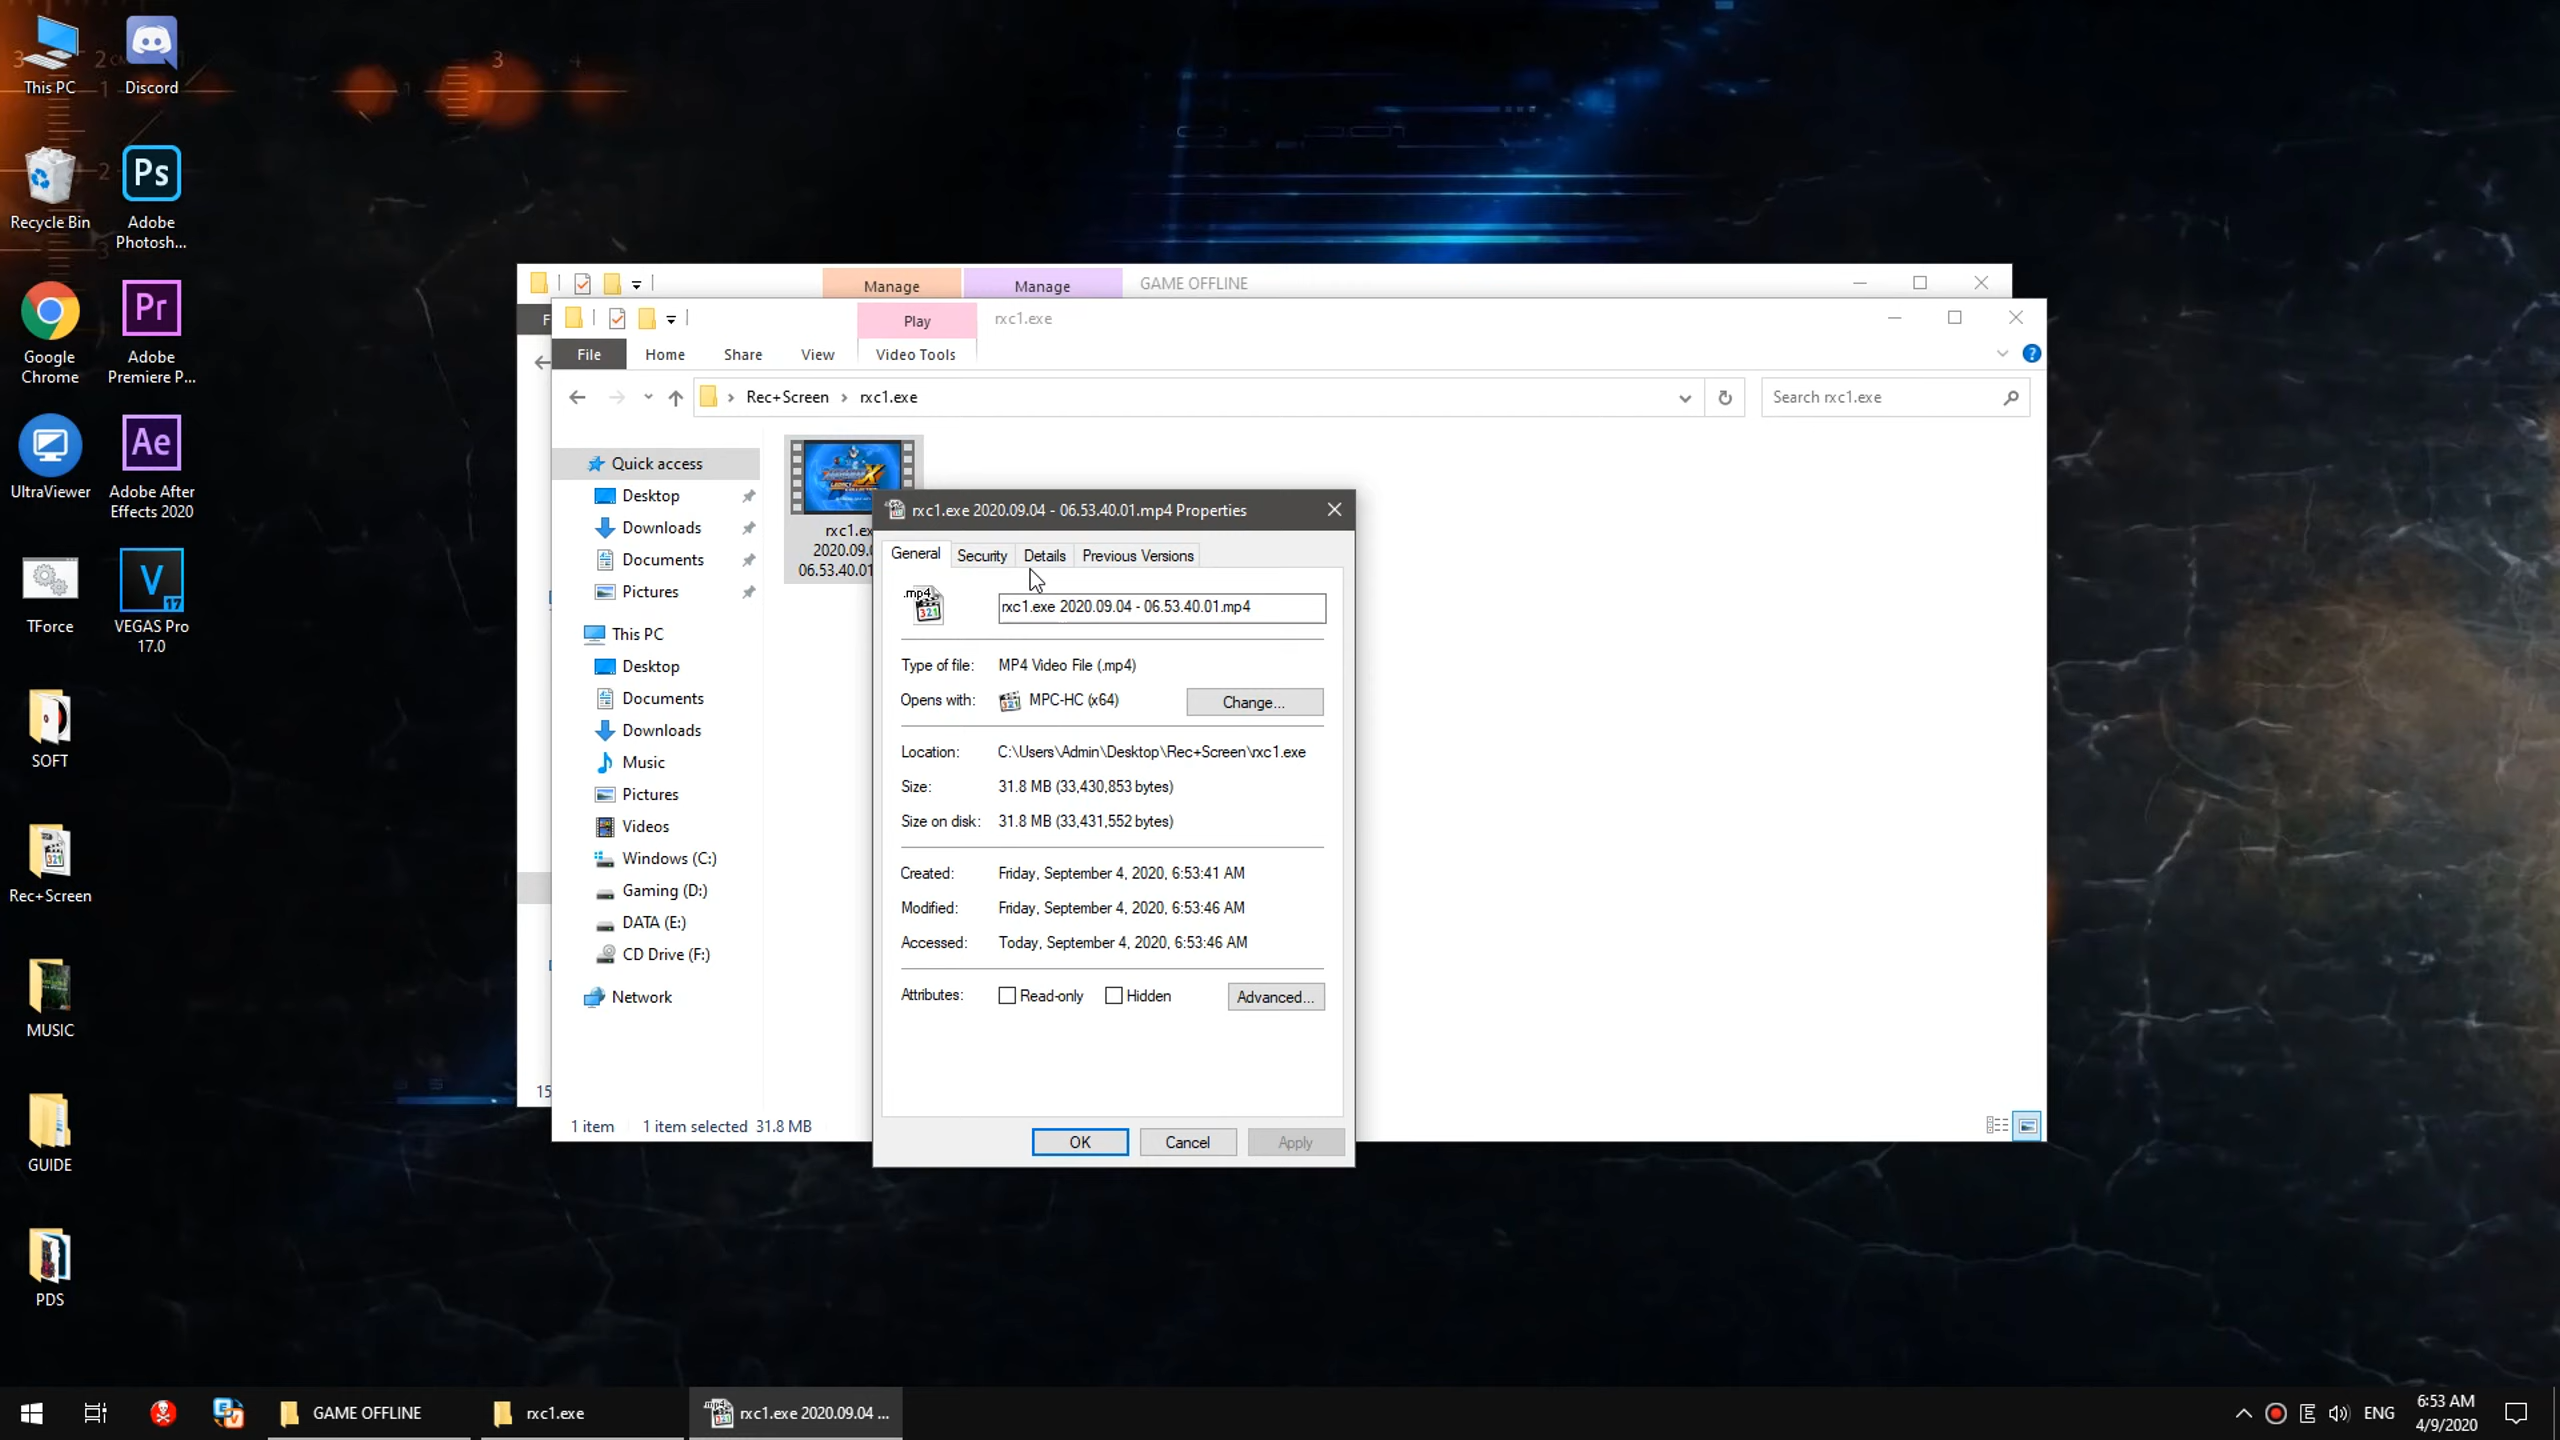 This PC
Discord
Recycle Bin
Ps
Adobe
Photosh...
Google
Chrome
Pr
Adobe
Premiere P...
UltraViewer
Ae
Adobe After
Effects 2020
TForce
V
17
VEGAS Pro
17.0
SOFT
321
Rec+Screen
MUSIC
GUIDE
PDS
Manage
Manage
GAME OFFLINE
Play
rxc1.exe
File
Home
Share
View
Video Tools
Rec+Screen
rxc1.exe
Search rxc1.exe
Quick access
Desktop
Downloads
Documents
Pictures
This PC
Desktop
Documents
Downloads
Music
Pictures
Videos
Windows (C:)
Gaming (D:)
DATA (E:)
CD Drive (F:)
Network
15
1 item
1 item selected 31.8 MB
rxc1.exe 2020.09.04 - 06.53.40.01.mp4 Properties
General
Security
Details
Previous Versions
.mp4
321
rxc1.exe 2020.09.04 - 06.53.40.01.mp4
Type of file:
MP4 Video File (.mp4)
Opens with:
MPC-HC (x64)
Change...
Location:
C:\Users\Admin\Desktop\Rec+Screen\rxc1.exe
Size:
31.8 MB (33,430,853 bytes)
Size on disk:
31.8 MB (33,431,552 bytes)
Created:
Friday, September 4, 2020, 6:53:41 AM
Modified:
Friday, September 4, 2020, 6:53:46 AM
Accessed:
Today, September 4, 2020, 6:53:46 AM
Attributes:
Read-only
Hidden
Advanced...
OK
Cancel
Apply
GAME OFFLINE
rxc1.exe
rxc1.exe 2020.09.04 ...
ENG
6:53 AM
4/9/2020